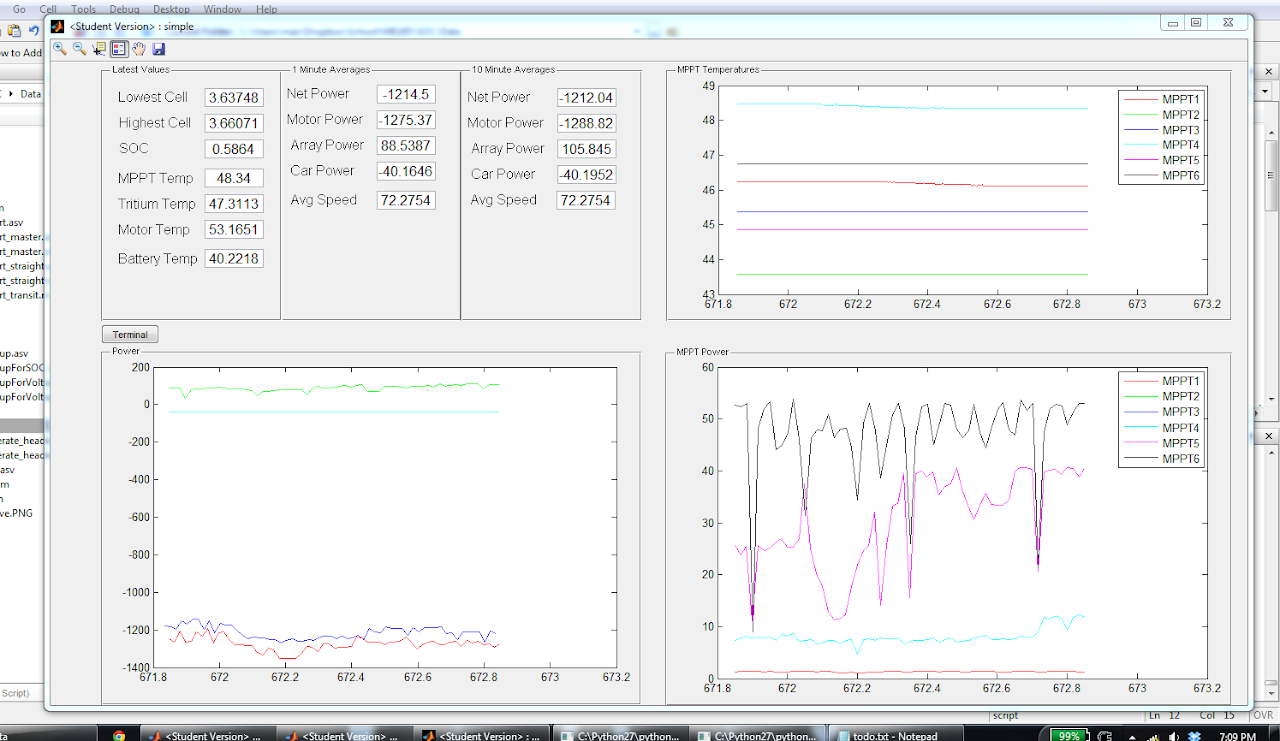 Go Cell Tools Debug Desktop Window Help
<Student Version> : simple
w to Add
Data
Latest Values
Lowest Cell 3.63748
Highest Cell 3.66071
SOC 0.5864
MPPT Temp 48.34
Tritium Temp 47.3113
Motor Temp 53.1651
Battery Temp 40.2218
1 Minute Averages
Net Power -1214.5
Motor Power -1275.37
Array Power 88.5387
Car Power -40.1646
Avg Speed 72.2754
10 Minute Averages
Net Power -1212.04
Motor Power -1288.82
Array Power 105.845
Car Power -40.1952
Avg Speed 72.2754
MPPT Temperatures
49
48
47
46
45
44
43
671.8 672 672.2 672.4 672.6 672.8 673 673.2
MPPT1
MPPT2
MPPT3
MPPT4
MPPT5
MPPT6
Terminal
Power
200
0
-200
-400
-600
-800
-1000
-1200
-1400
671.8 672 672.2 672.4 672.6 672.8 673 673.2
MPPT Power
60
50
40
30
20
10
0
671.8 672 672.2 672.4 672.6 672.8 673 673.2
MPPT1
MPPT2
MPPT3
MPPT4
MPPT5
MPPT6
n
rt.asv
rt_master.
rt_master.
rt_straight
rt_straight
rt_transit.r
up.asv
upForSOC
upForVolt
upForVolt
erate_head
erate_head
.asv
m
n
ve.PNG
Script)
script Ln 12 Col 15 OVR
ta
<Student Version> ...
<Student Version> ...
<Student Version> : ...
C:\Python27\python...
C:\Python27\python...
todo.txt - Notepad
99%
7:09 PM